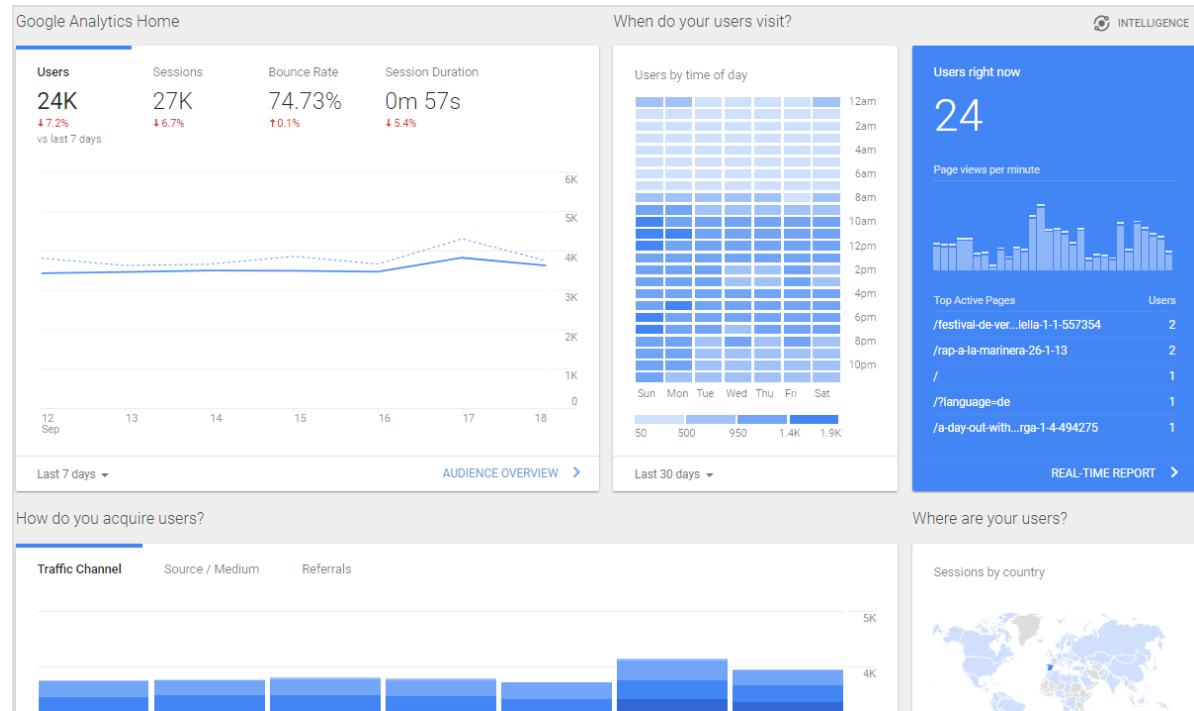 Google Analytics Home
When do your users visit?
INTELLIGENCE
Users
Sessions
Bounce Rate
Session Duration
24K
27K
74.73%
0m 57s
↓7.2%
↓6.7%
↑0.1%
↓5.4%
vs last 7 days
6K
5K
4K
3K
2K
1K
0
12
13
14
15
16
17
18
Sep
Last 7 days
AUDIENCE OVERVIEW
Users by time of day
12am
2am
4am
6am
8am
10am
12pm
2pm
4pm
6pm
8pm
10pm
Sun Mon Tue Wed Thu Fri Sat
50 500 950 1.4K 1.9K
Last 30 days
Users right now
24
Page views per minute
Top Active Pages Users
/festival-de-ver...lella-1-1-557354 2
/rap-a-la-marinera-26-1-13 2
/ 1
/?language=de 1
/a-day-out-with...rga-1-4-494275 1
REAL-TIME REPORT
How do you acquire users?
Where are your users?
Traffic Channel
Source / Medium
Referrals
5K
4K
Sessions by country